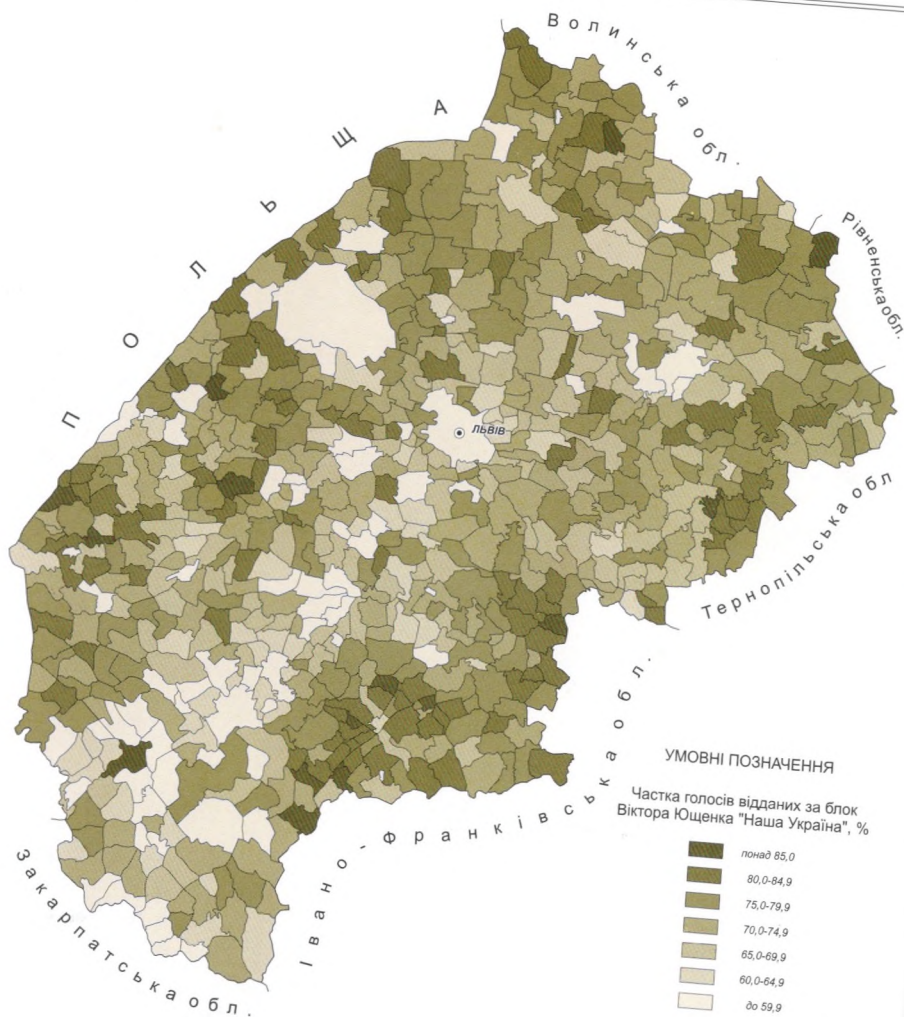 Волинська обл.
ПОЛЬЩА
Рівненська обл.
ЛЬВІВ
Тернопільська обл
Івано-Франківська обл.
Закарпатська обл.
УМОВНІ ПОЗНАЧЕННЯ
Частка голосів відданих за блок
Віктора Ющенка "Наша Україна", %
понад 85,0
80,0-84,9
75,0-79,9
70,0-74,9
65,0-69,9
60,0-64,9
до 59,9